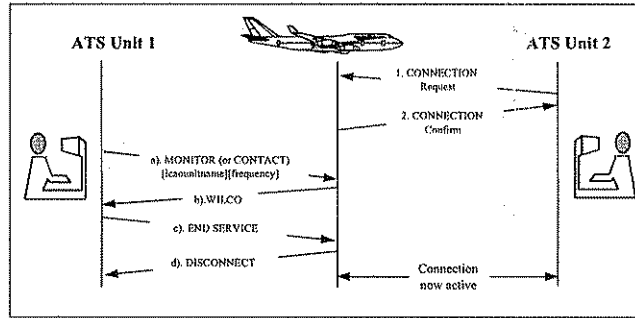 ATS Unit 1
ATS Unit 2
1. CONNECTION
Request
2. CONNECTION
Confirm
a). MONITOR (or CONTACT)
[icaounitname][frequency]
b).WILCO
c). END SERVICE
d). DISCONNECT
Connection
now active